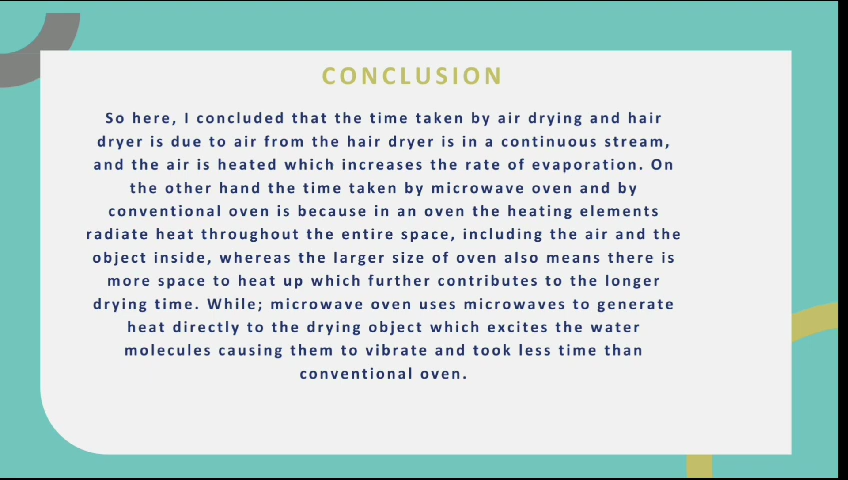 CONCLUSION
So here, I concluded that the time taken by air drying and hair
dryer is due to air from the hair dryer is in a continuous stream,
and the air is heated which increases the rate of evaporation. On
the other hand the time taken by microwave oven and by
conventional oven is because in an oven the heating elements
radiate heat throughout the entire space, including the air and the
object inside, whereas the larger size of oven also means there is
more space to heat up which further contributes to the longer
drying time. While; microwave oven uses microwaves to generate
heat directly to the drying object which excites the water
molecules causing them to vibrate and took less time than
conventional oven.